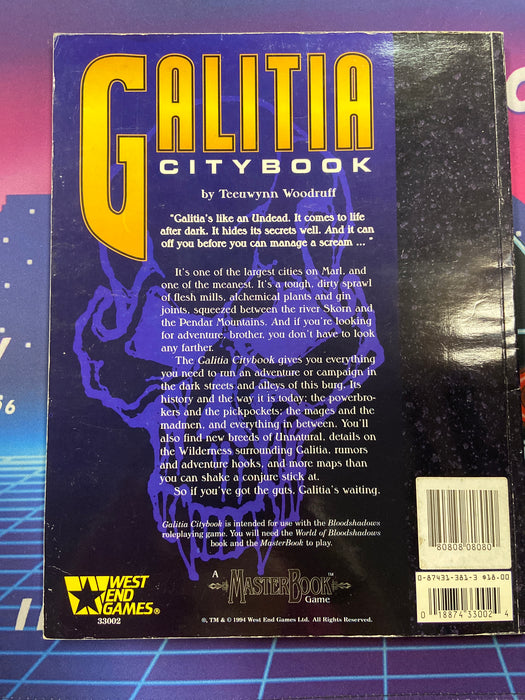 GALITIA
CITYBOOK
by Teeuwynn Woodruff
"Galitia's like an Undead. It comes to life
after dark. It hides its secrets well. And it can
off you before you can manage a scream ... "
It's one of the largest cities on Marl, and
one of the meanest. It's a tough, dirty sprawl
of flesh mills, alchemical plants and gin
joints, squeezed between the river Skorn and
the Pendar Mountains. And if you're looking
for adventure, brother, you don't have to look
any farther.
The Galitia Citybook gives you everything
you need to run an adventure or campaign in
the dark streets and alleys of this burg. Its
history and the way it is today: the powerbro-
kers and the pickpockets; the mages and the
madmen, and everything in between. You'll
also find new breeds of Unnatural, details on
the Wilderness surrounding Galitia, rumors
and adventure hooks, and more maps than
you can shake a conjure stick at.
So if you've got the guts, Galitia's waiting.
Galitia Citybook is intended for use with the Bloodshadows
roleplaying game. You will need the World of Bloodshadows
book and the MasterBook to play.
A
MASTERBOOK™
Game
WEST
END
GAMES®
33002
®, TM & © 1994 West End Games Ltd. All Rights Reserved.
80808 08080
0-87431-381-3 $18.00
0 18874 33002 4
56